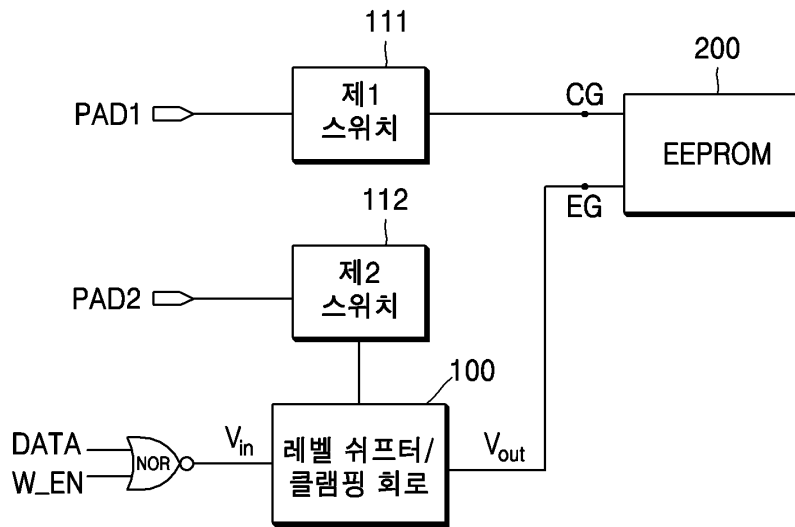 111
200
PAD1
제1
스위치
CG
EEPROM
EG
112
PAD2
제2
스위치
100
DATA
W_EN
NOR
Vin
레벨 쉬프터/
클램핑 회로
Vout